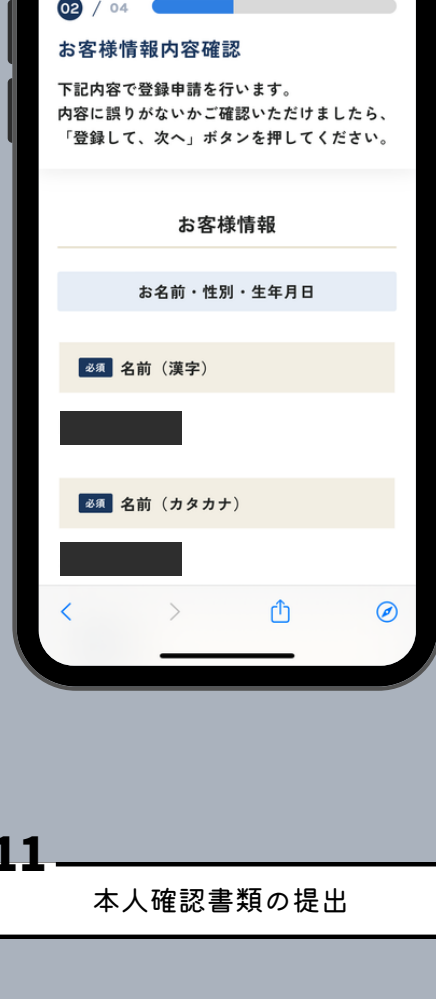 02 / 04
お客様情報内容確認
下記内容で登録申請を行います。
内容に誤りがないかご確認いただけましたら、
「登録して、次へ」ボタンを押してください。
お客様情報
お名前・性別・生年月日
必須 名前（漢字）
必須 名前（カタカナ）
11
本人確認書類の提出